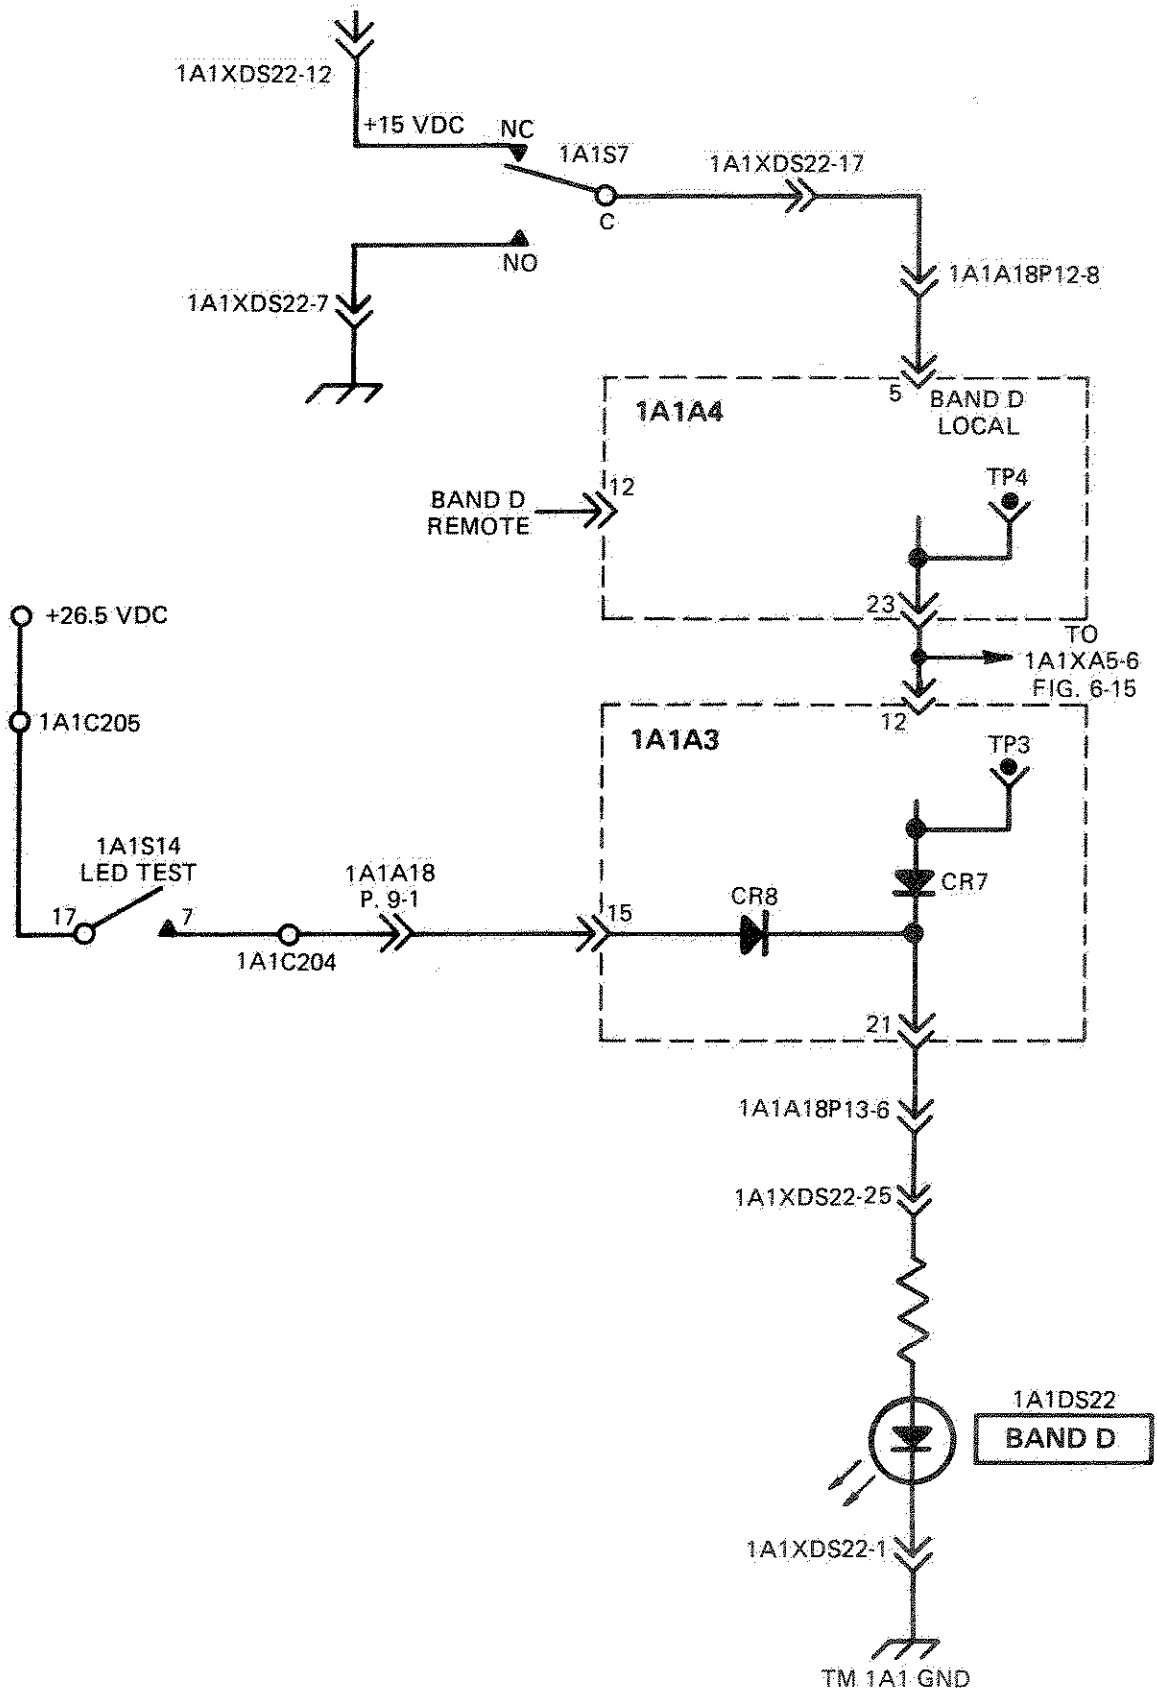 1A1XDS22-12
+15 VDC
NC
1A1S7
1A1XDS22-17
C
NO
1A1XDS22-7
1A1A18P12-8
5
BAND D
LOCAL
1A1A4
TP4
12
BAND D
REMOTE
23
TO
1A1XA5-6
FIG. 6-15
+26.5 VDC
1A1C205
12
1A1A3
TP3
1A1S14
LED TEST
1A1A18
P. 9-1
CR7
CR8
17
7
15
1A1C204
21
1A1A18P13-6
1A1XDS22-25
1A1DS22
BAND D
1A1XDS22-1
TM 1A1 GND